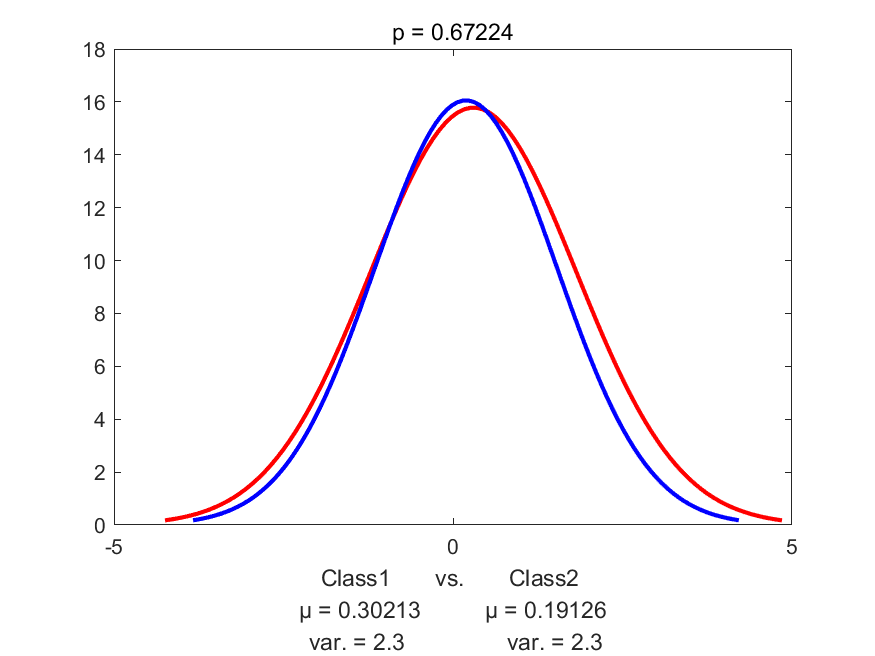 p = 0.67224
18
16
14
12
10
8
6
4
2
0
-5 0 5
Class1 vs. Class2
μ = 0.30213 μ = 0.19126
var. = 2.3 var. = 2.3